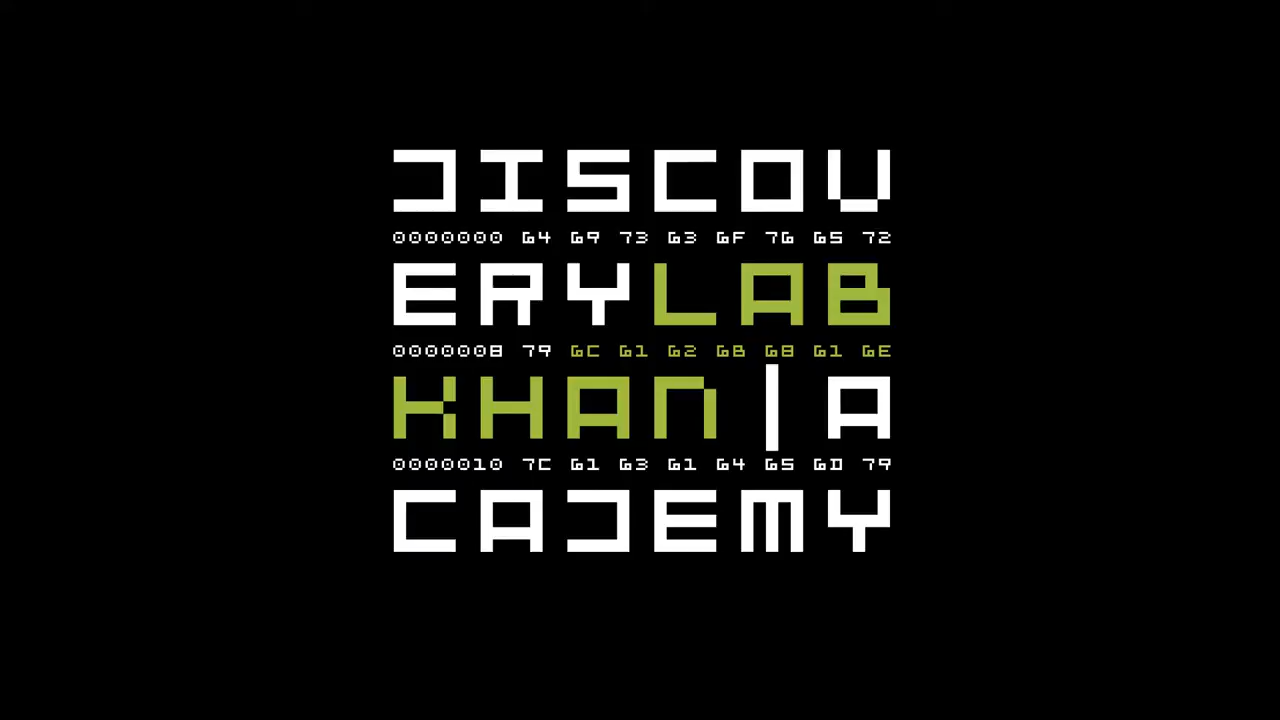 DISCOV
0000000 64 69 73 63 6F 76 65 72
ERYLAB
0000008 79 6C 61 62 6B 68 61 6E
KHAN|A
0000010 7C 61 63 61 64 65 6D 79
CADEMY